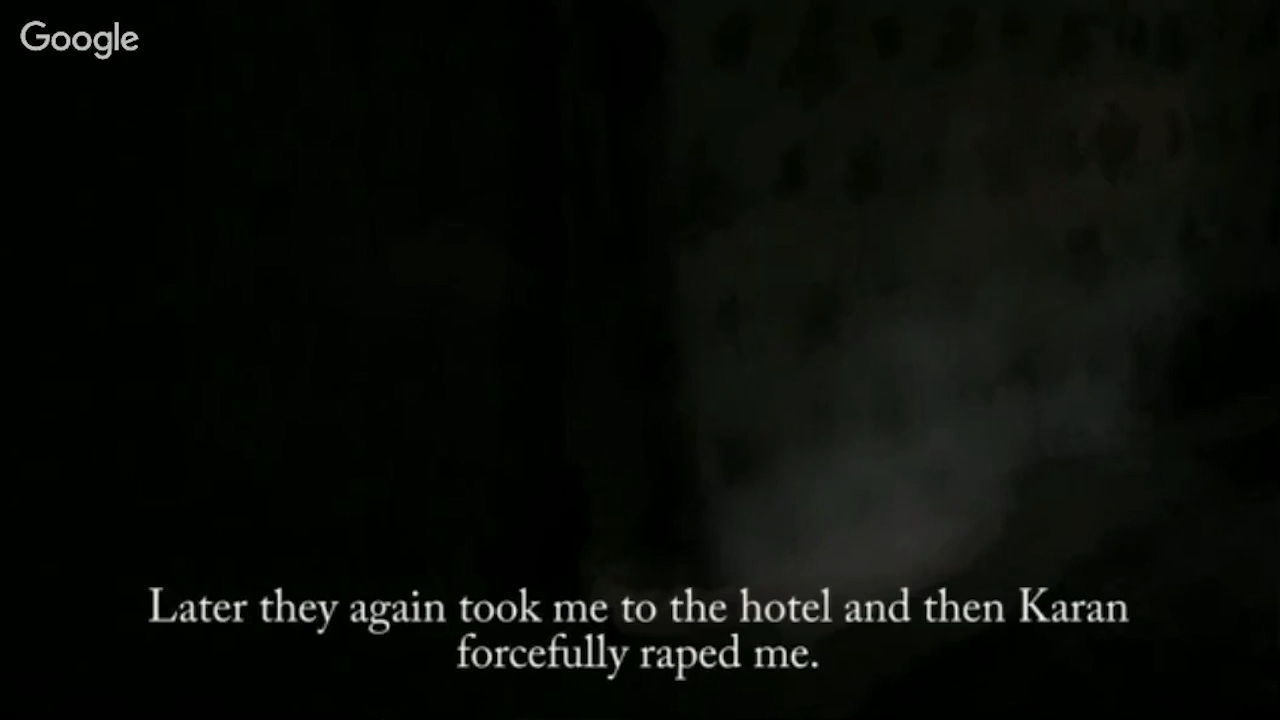 Google
Later they again took me to the hotel and then Karan
forcefully raped me.